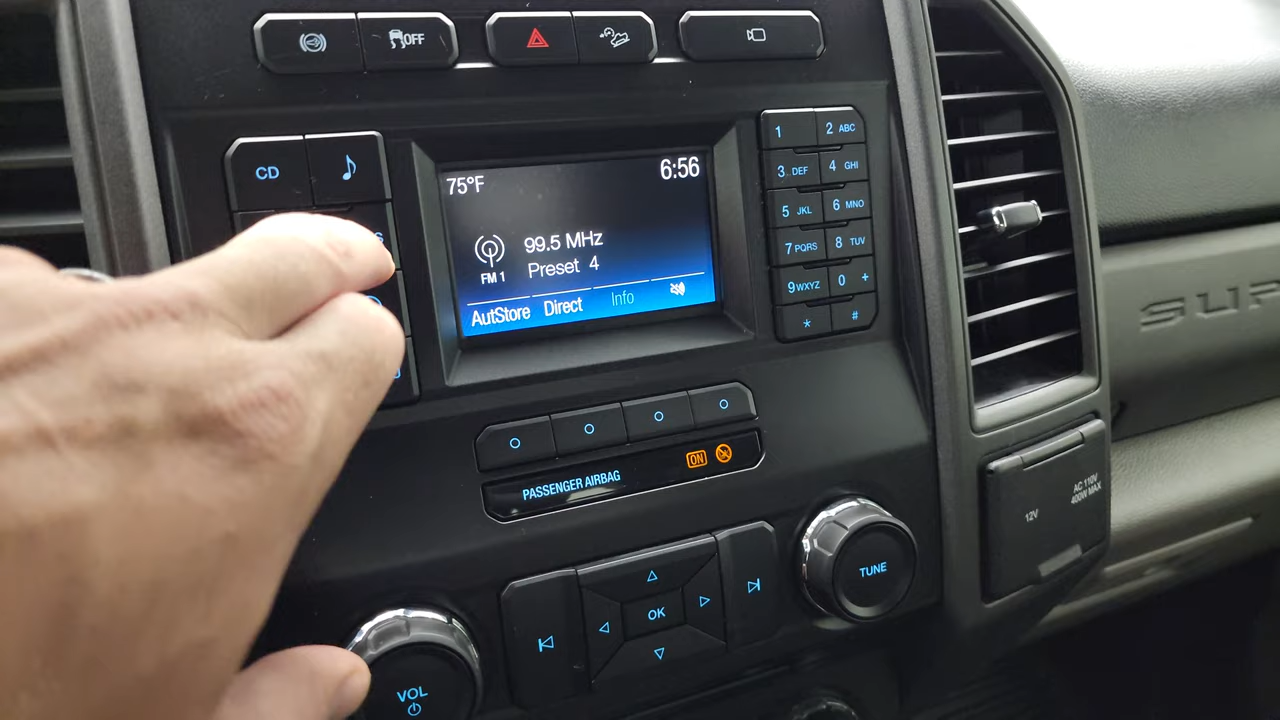 OFF
CD
75°F
6:56
99.5 MHz
FM 1
Preset 4
AutStore Direct Info
1
2 ABC
3 DEF
4 GHI
5 JKL
6 MNO
7 PQRS
8 TUV
9 WXYZ
0 +
*
#
PASSENGER AIRBAG ON
OK
TUNE
VOL
12V
AC 110V
400W MAX
SUP